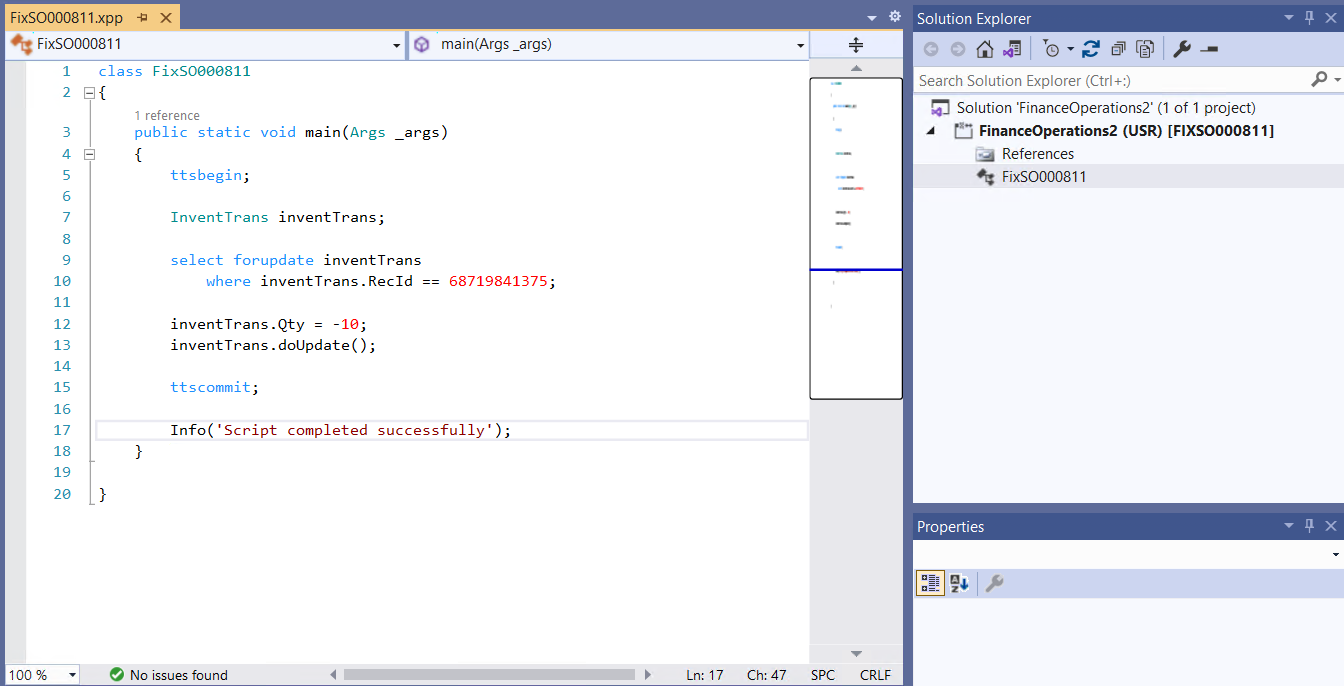 FixSO000811.xpp
FixSO000811
main(Args _args)
1 class FixSO000811
2 {
1 reference
3 public static void main(Args _args)
4 {
5 ttsbegin;
6
7 InventTrans inventTrans;
8
9 select forupdate inventTrans
10 where inventTrans.RecId == 68719841375;
11
12 inventTrans.Qty = -10;
13 inventTrans.doUpdate();
14
15 ttscommit;
16
17 Info('Script completed successfully');
18 }
19
20 }
100 %
No issues found
Ln: 17 Ch: 47 SPC CRLF
Solution Explorer
Search Solution Explorer (Ctrl+;)
Solution 'FinanceOperations2' (1 of 1 project)
FinanceOperations2 (USR) [FIXSO000811]
References
FixSO000811
Properties